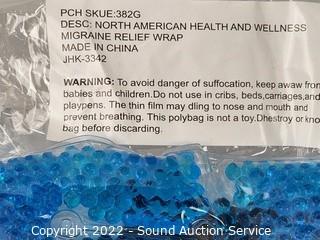 PCH SKUE:382G
DESC: NORTH AMERICAN HEALTH AND WELLNESS
MIGRAINE RELIEF WRAP
MADE IN CHINA
JHK-3342
WARNING: To avoid danger of suffocation, keep awaw from
babies and children.Do not use in cribs, beds,carriages,and
playpens. The thin film may dling to nose and mouth and
prevent breathing. This polybag is not a toy.Dhestroy or kno
bag before discarding.
Copyright 2022 - Sound Auction Service